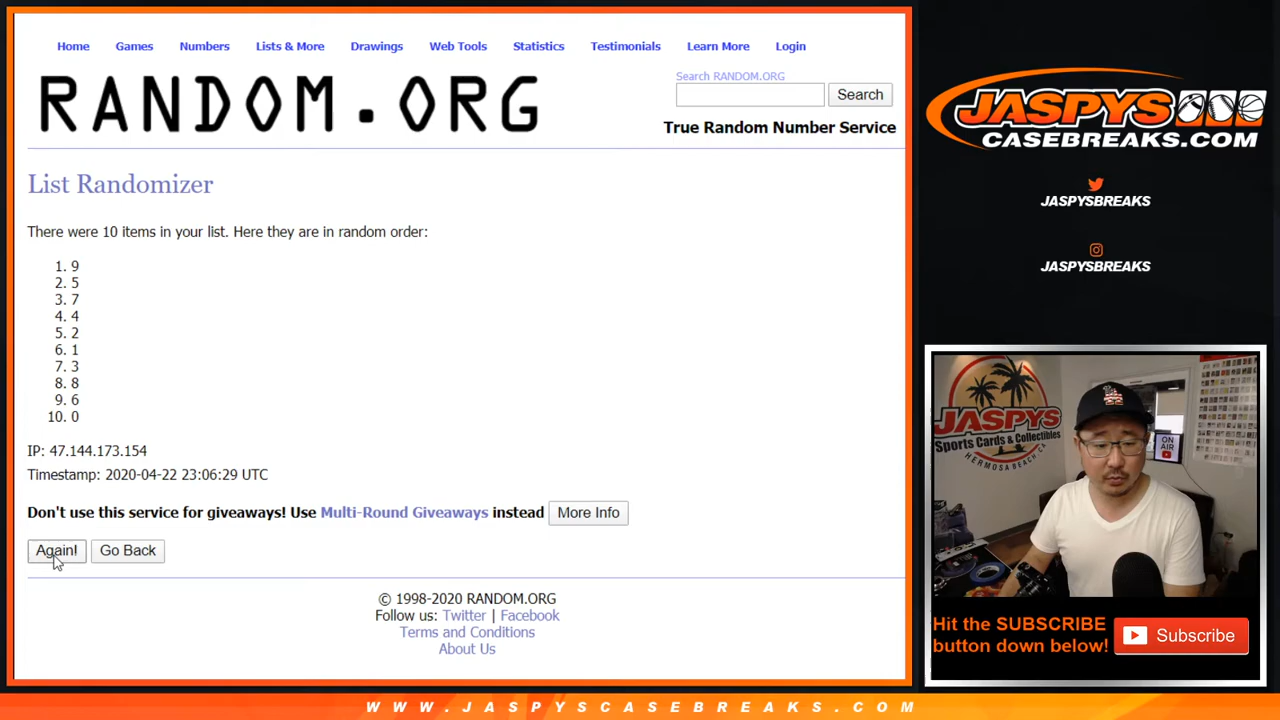 Home Games Numbers Lists & More Drawings Web Tools Statistics Testimonials Learn More Login
RANDOM.ORG
Search RANDOM.ORG
Search
True Random Number Service
List Randomizer
There were 10 items in your list. Here they are in random order:
1. 9
2. 5
3. 7
4. 4
5. 2
6. 1
7. 3
8. 8
9. 6
10. 0
IP: 47.144.173.154
Timestamp: 2020-04-22 23:06:29 UTC
Don't use this service for giveaways! Use Multi-Round Giveaways instead More Info
Again! Go Back
© 1998-2020 RANDOM.ORG
Follow us: Twitter | Facebook
Terms and Conditions
About Us
JASPYS
CASEBREAKS.COM
JASPYSBREAKS
JASPYSBREAKS
JASPYS
Sports Cards & Collectibles
HERMOSA BEACH, CA
ON AIR
Hit the SUBSCRIBE
button down below!
Subscribe
WWW.JASPYSCASEBREAKS.COM